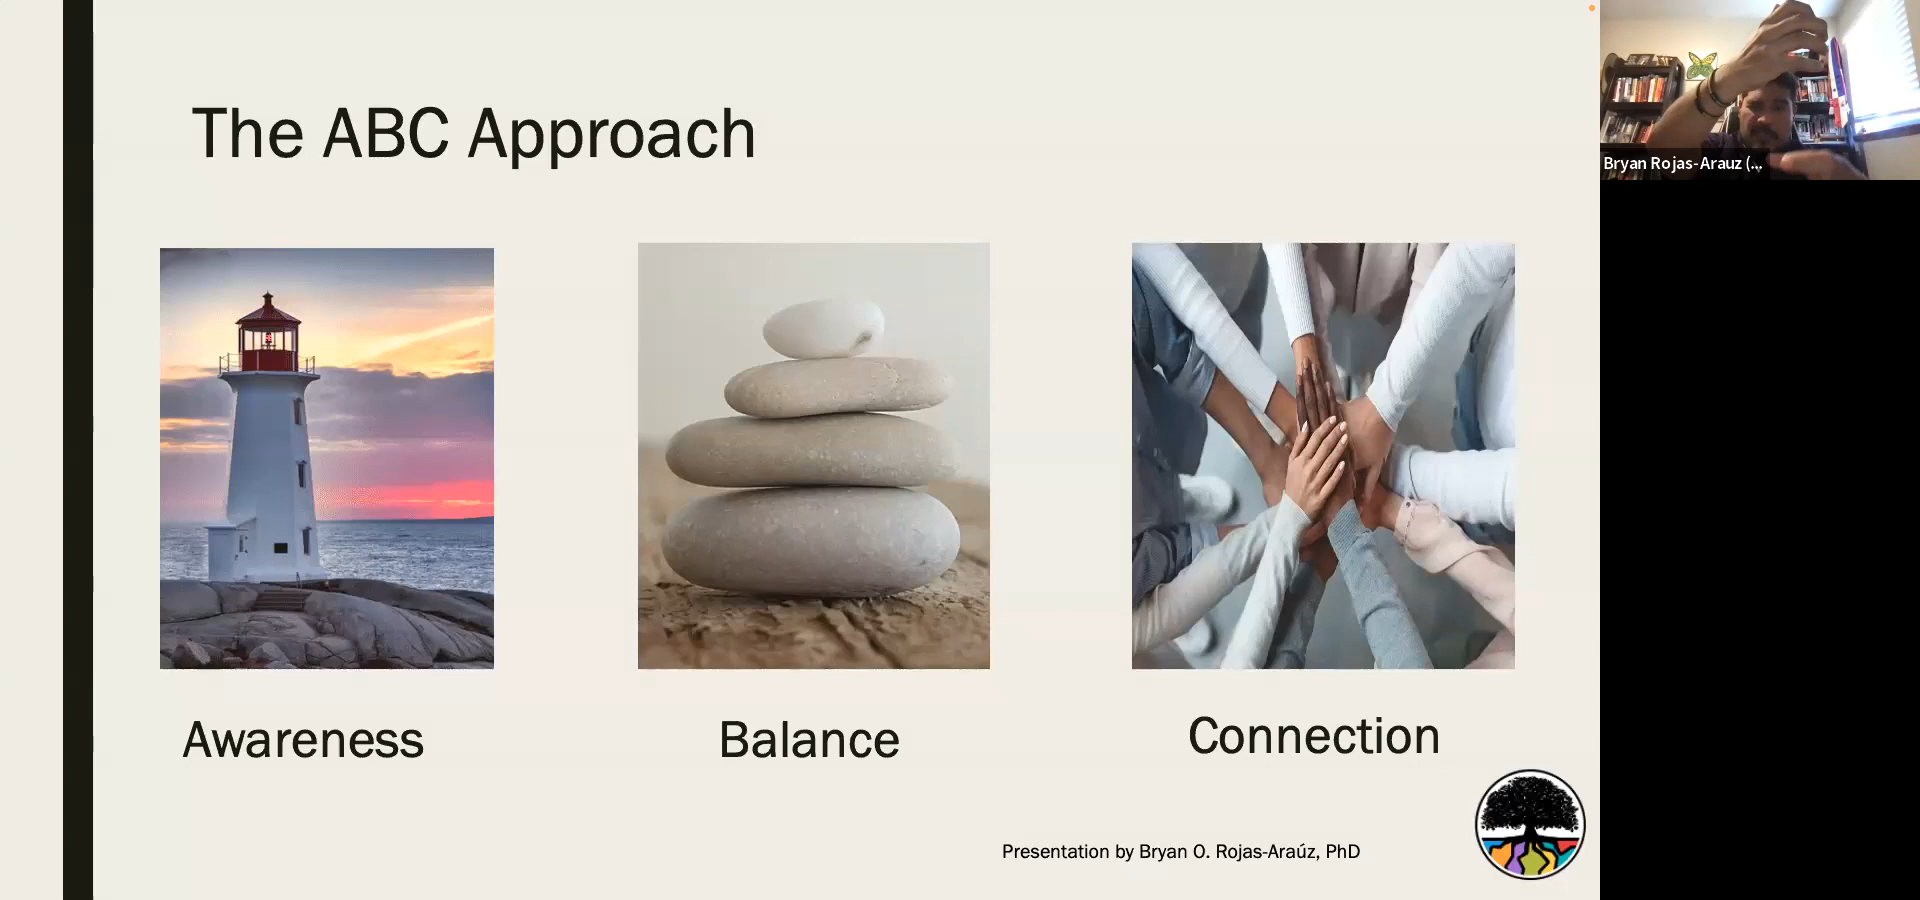 The ABC Approach
Bryan Rojas-Arauz (...
Awareness
Balance
Connection
Presentation by Bryan O. Rojas-Araúz, PhD